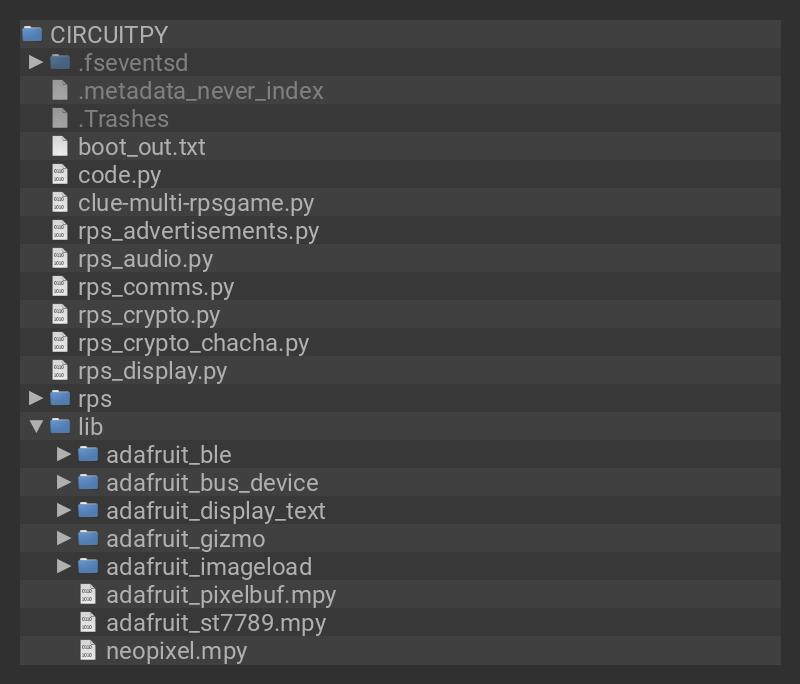 CIRCUITPY
.fseventsd
.metadata_never_index
.Trashes
boot_out.txt
code.py
clue-multi-rpsgame.py
rps_advertisements.py
rps_audio.py
rps_comms.py
rps_crypto.py
rps_crypto_chacha.py
rps_display.py
rps
lib
adafruit_ble
adafruit_bus_device
adafruit_display_text
adafruit_gizmo
adafruit_imageload
adafruit_pixelbuf.mpy
adafruit_st7789.mpy
neopixel.mpy